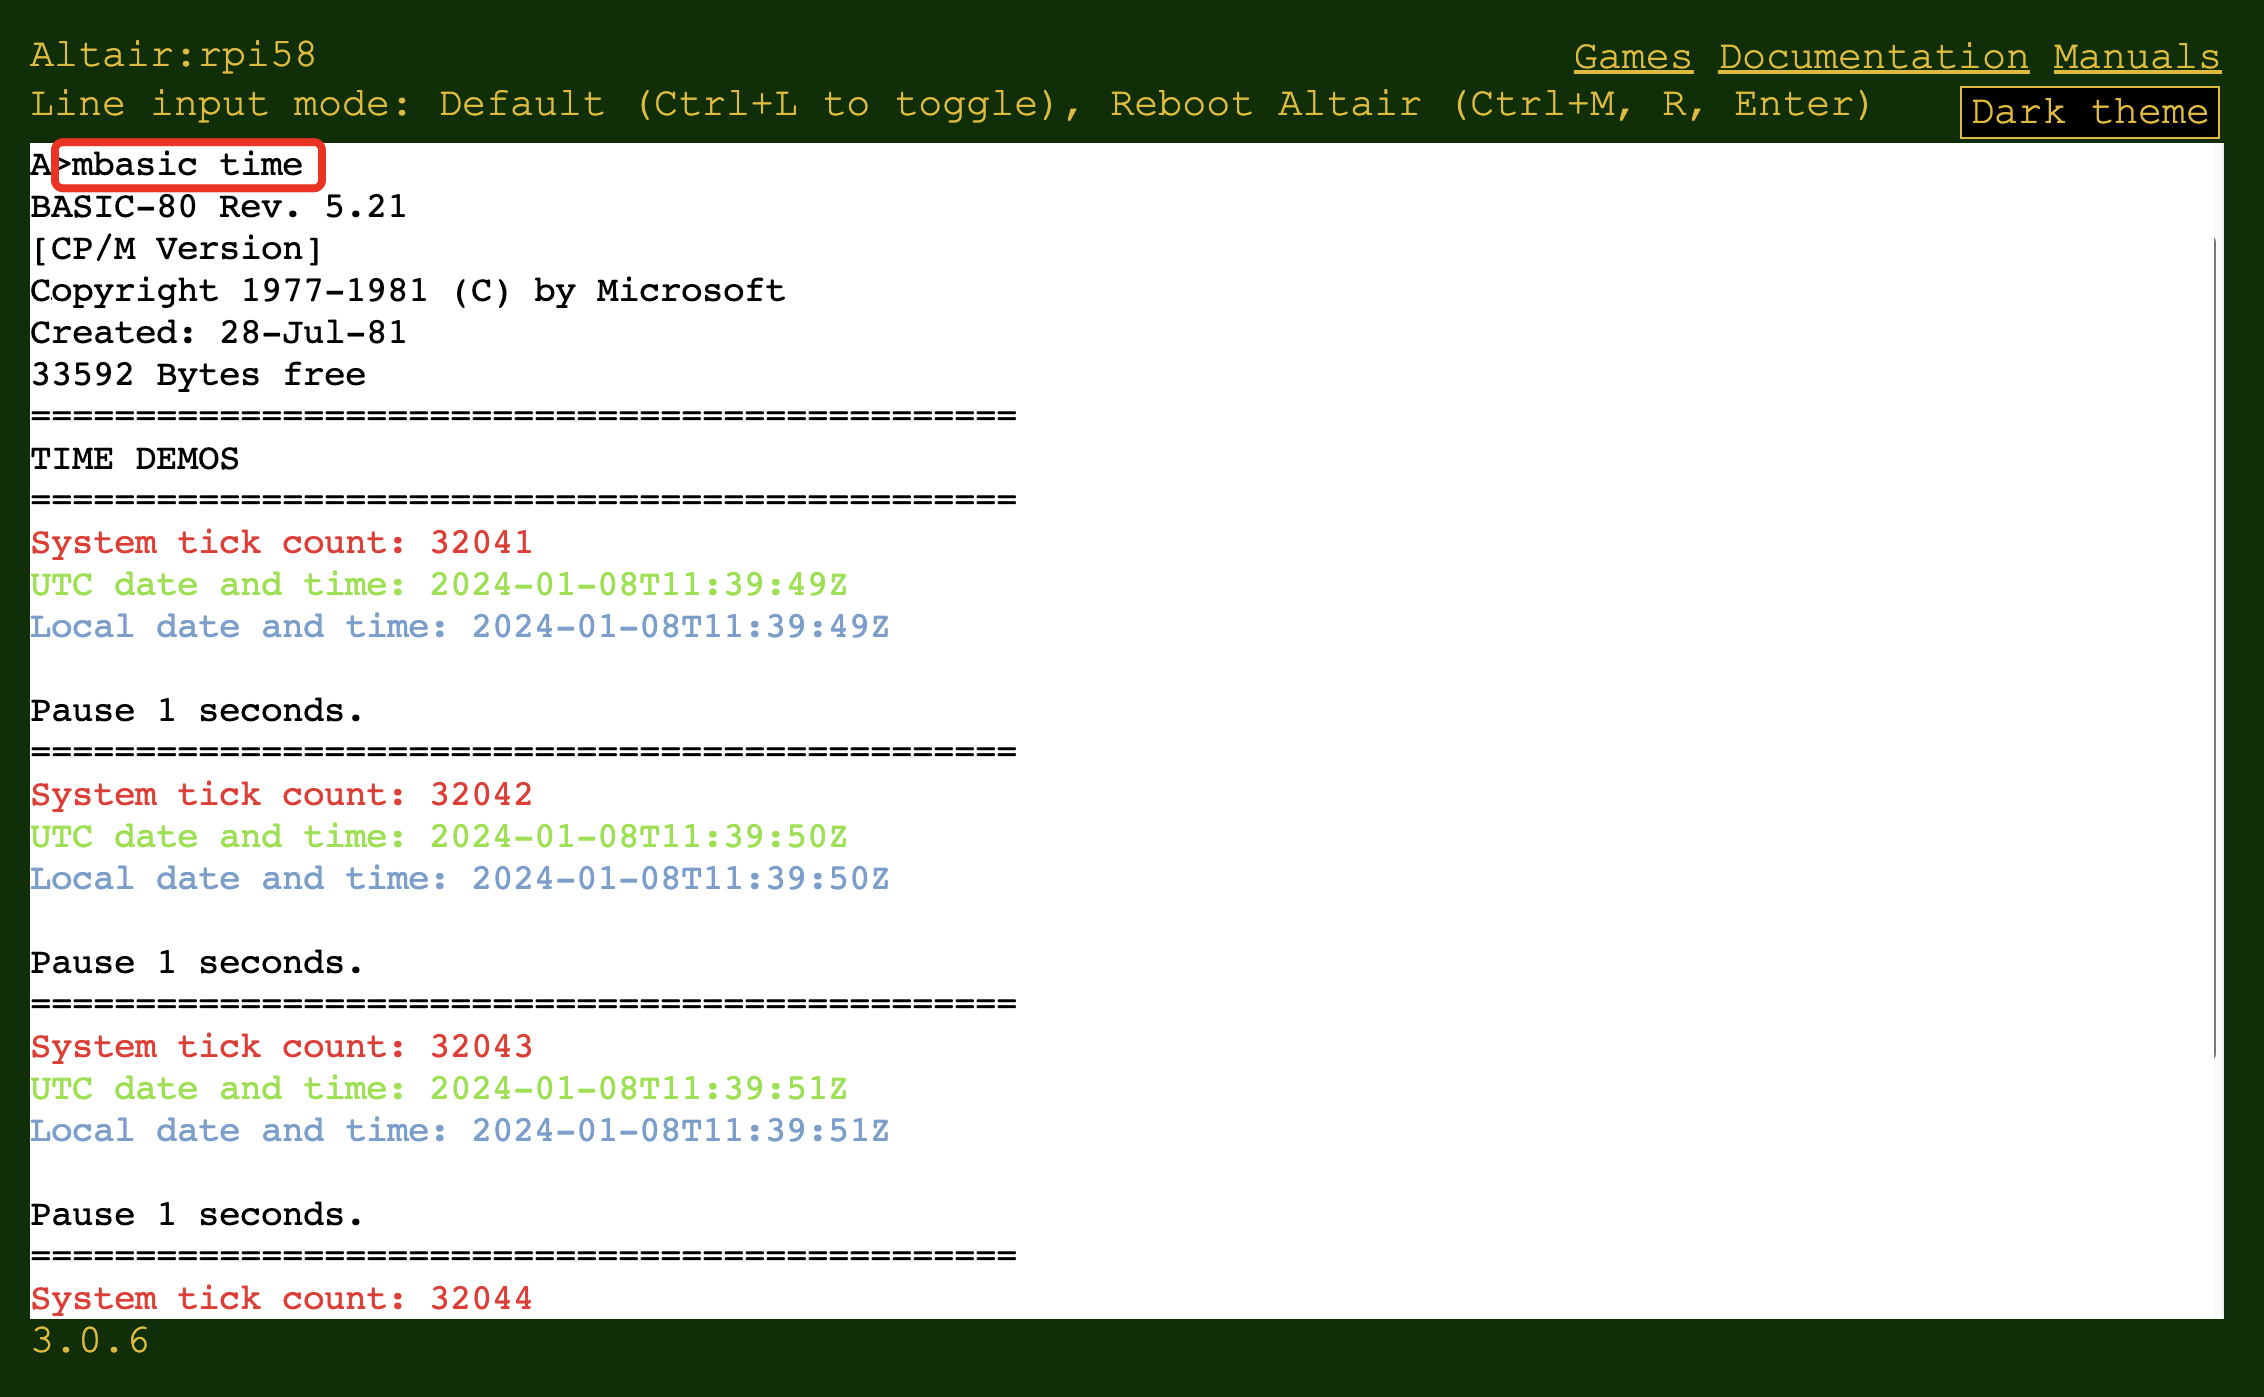 Altair:rpi58
Games Documentation Manuals
Line input mode: Default (Ctrl+L to toggle), Reboot Altair (Ctrl+M, R, Enter)
Dark theme
A>mbasic time
BASIC-80 Rev. 5.21
[CP/M Version]
Copyright 1977-1981 (C) by Microsoft
Created: 28-Jul-81
33592 Bytes free
===============================================
TIME DEMOS
===============================================
System tick count: 32041
UTC date and time: 2024-01-08T11:39:49Z
Local date and time: 2024-01-08T11:39:49Z
Pause 1 seconds.
===============================================
System tick count: 32042
UTC date and time: 2024-01-08T11:39:50Z
Local date and time: 2024-01-08T11:39:50Z
Pause 1 seconds.
===============================================
System tick count: 32043
UTC date and time: 2024-01-08T11:39:51Z
Local date and time: 2024-01-08T11:39:51Z
Pause 1 seconds.
===============================================
System tick count: 32044
3.0.6